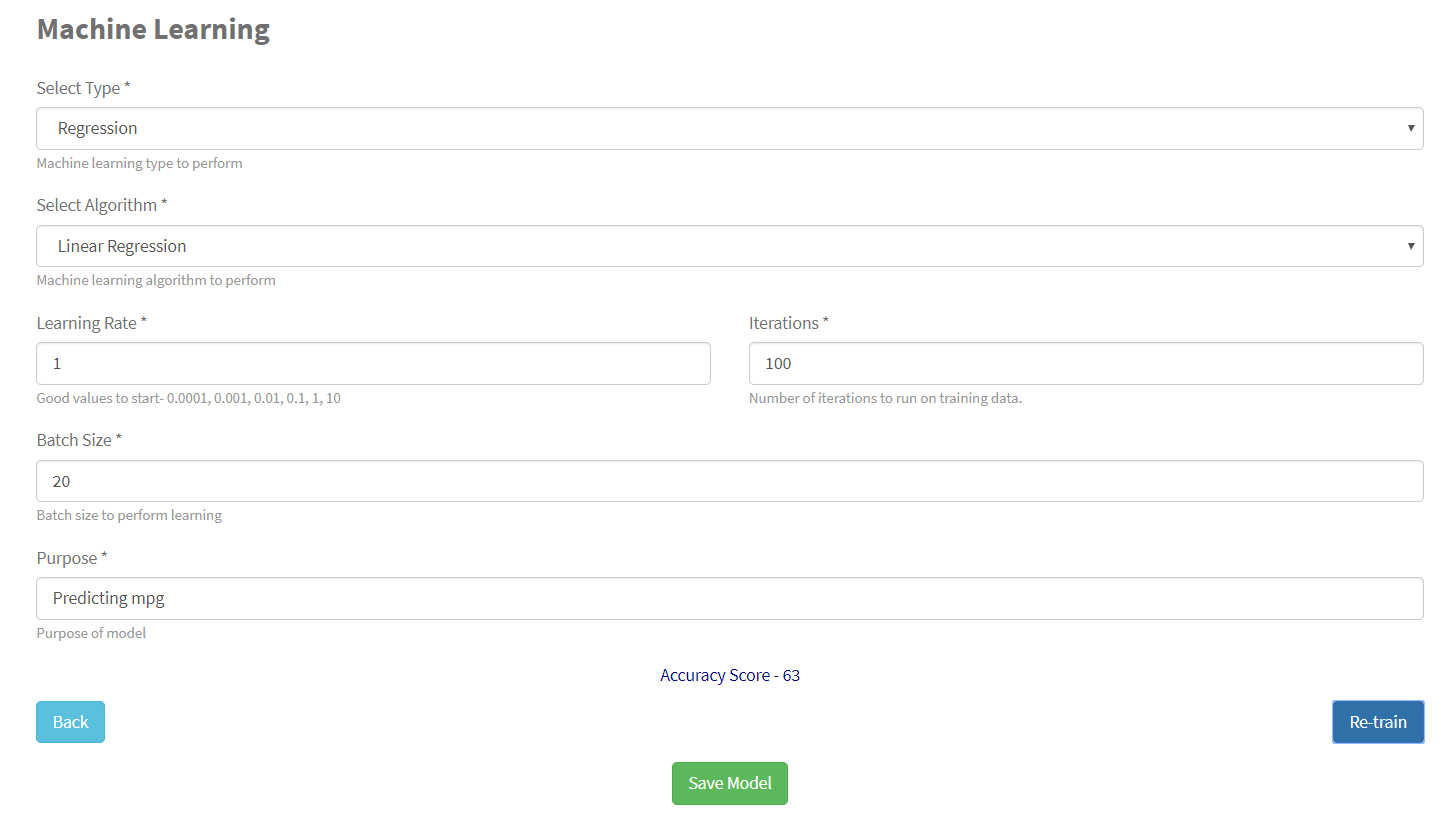 Machine Learning
Select Type *
Regression
Machine learning type to perform
Select Algorithm *
Linear Regression
Machine learning algorithm to perform
Learning Rate *
1
Good values to start- 0.0001, 0.001, 0.01, 0.1, 1, 10
Iterations *
100
Number of iterations to run on training data.
Batch Size *
20
Batch size to perform learning
Purpose *
Predicting mpg
Purpose of model
Accuracy Score - 63
Back
Re-train
Save Model